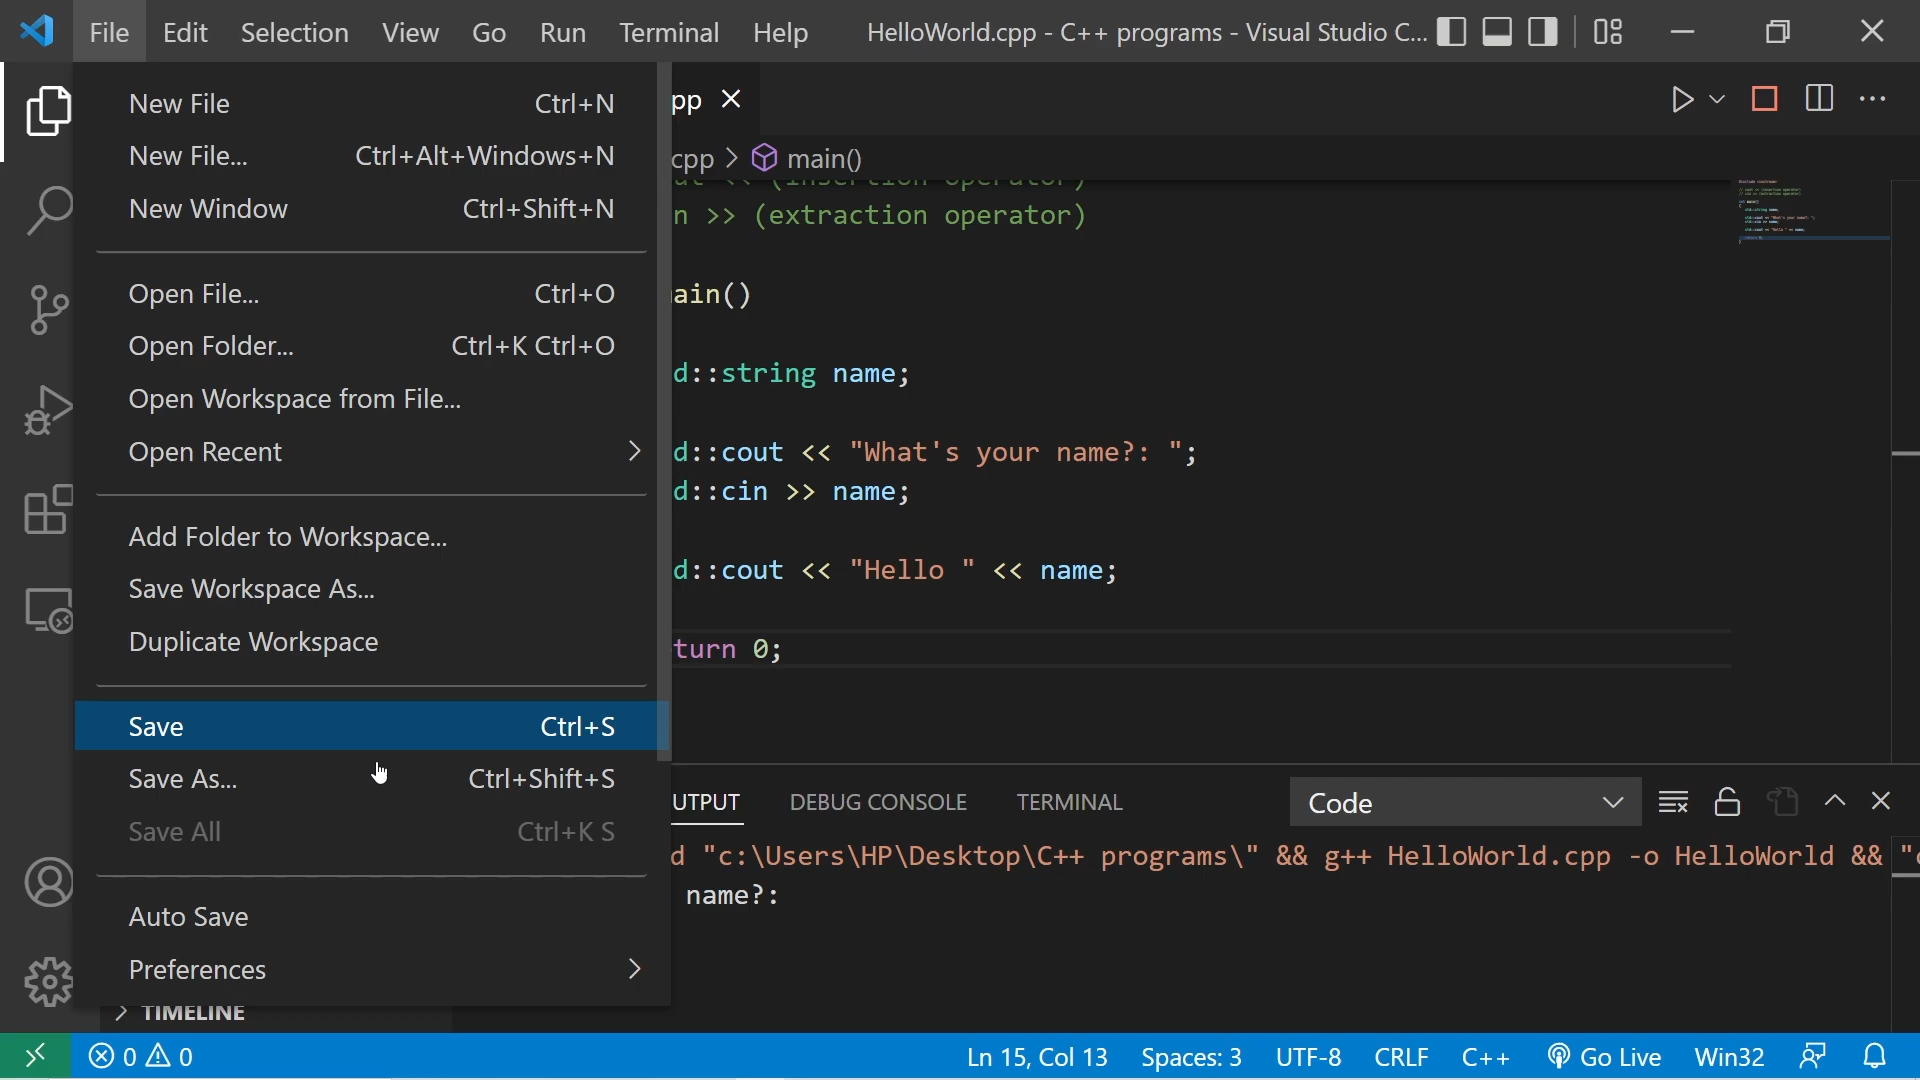 File Edit Selection View Go Run Terminal Help HelloWorld.cpp - C++ programs - Visual Studio C...
New File Ctrl+N
New File... Ctrl+Alt+Windows+N
New Window Ctrl+Shift+N
Open File... Ctrl+O
Open Folder... Ctrl+K Ctrl+O
Open Workspace from File...
Open Recent
Add Folder to Workspace...
Save Workspace As...
Duplicate Workspace
Save Ctrl+S
Save As... Ctrl+Shift+S
Save All Ctrl+K S
Auto Save
Preferences
TIMELINE
pp
cpp > main()
<< (insertion operator)
n >> (extraction operator)
ain()
d::string name;
d::cout << "What's your name?: ";
d::cin >> name;
d::cout << "Hello " << name;
turn 0;
UTPUT DEBUG CONSOLE TERMINAL Code
d "c:\Users\HP\Desktop\C++ programs\" && g++ HelloWorld.cpp -o HelloWorld && "c
name?:
0 0 Ln 15, Col 13 Spaces: 3 UTF-8 CRLF C++ Go Live Win32